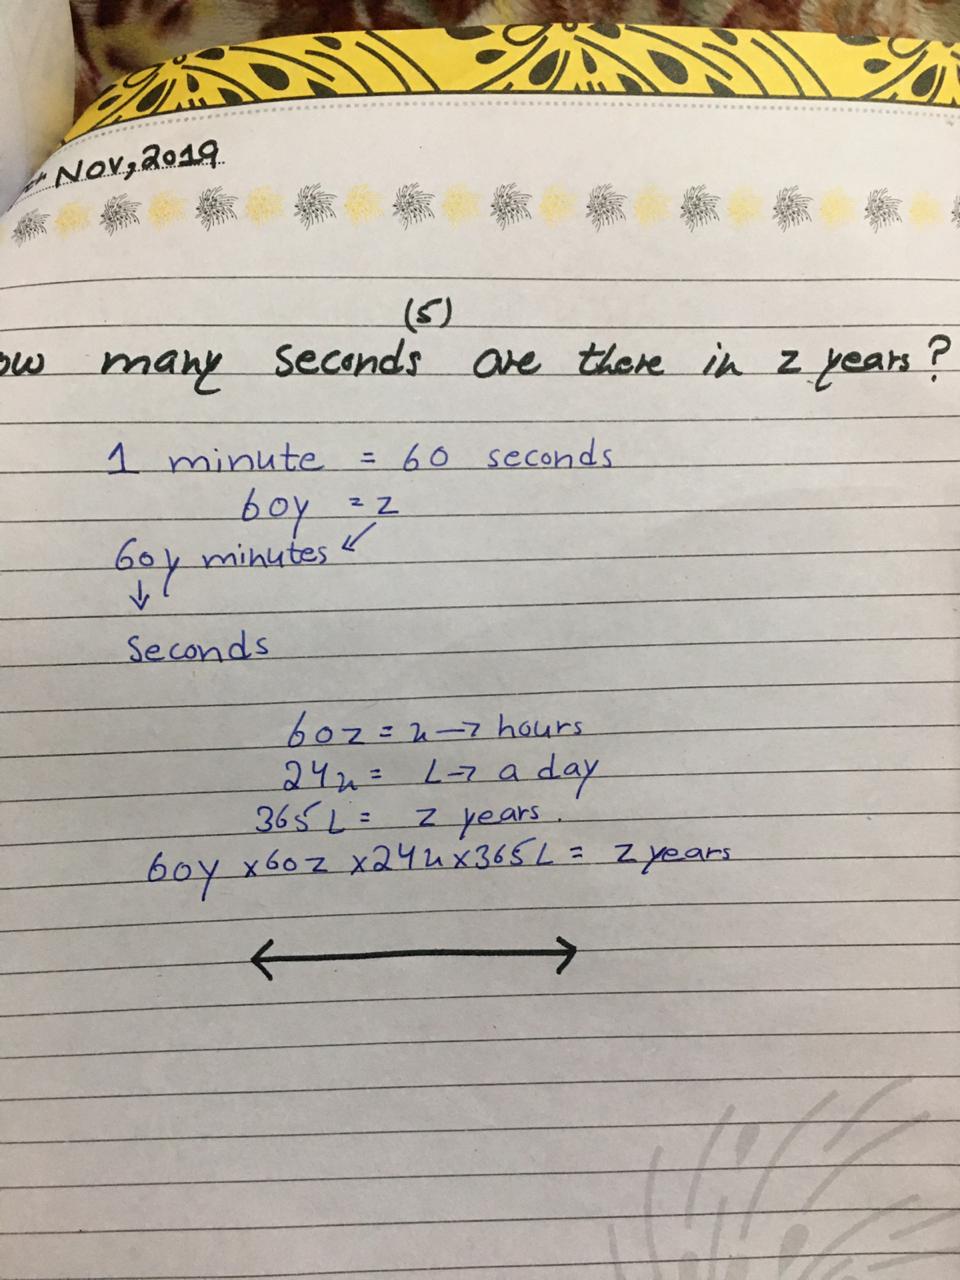 Nov, 2019
(5)
many seconds are there in z years?
1 minute = 60 seconds
60y = z
60y minutes ↙
↓
Seconds
60z = u → hours
24u = L → a day
365L = z years.
60y x 60z x 24u x 365L = z years